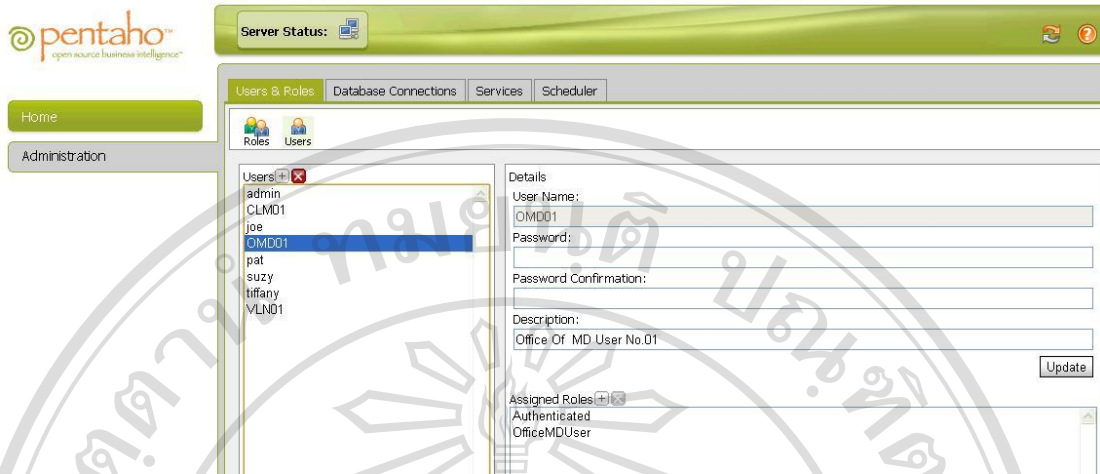 pentaho™
open source business intelligence™
Server Status:
Home
Administration
Users & Roles
Database Connections
Services
Scheduler
Roles
Users
Users
admin
CLM01
joe
OMD01
pat
suzy
tiffany
VLN01
Details
User Name:
OMD01
Password:
Password Confirmation:
Description:
Office Of MD User No.01
Update
Assigned Roles
Authenticated
OfficeMDUser